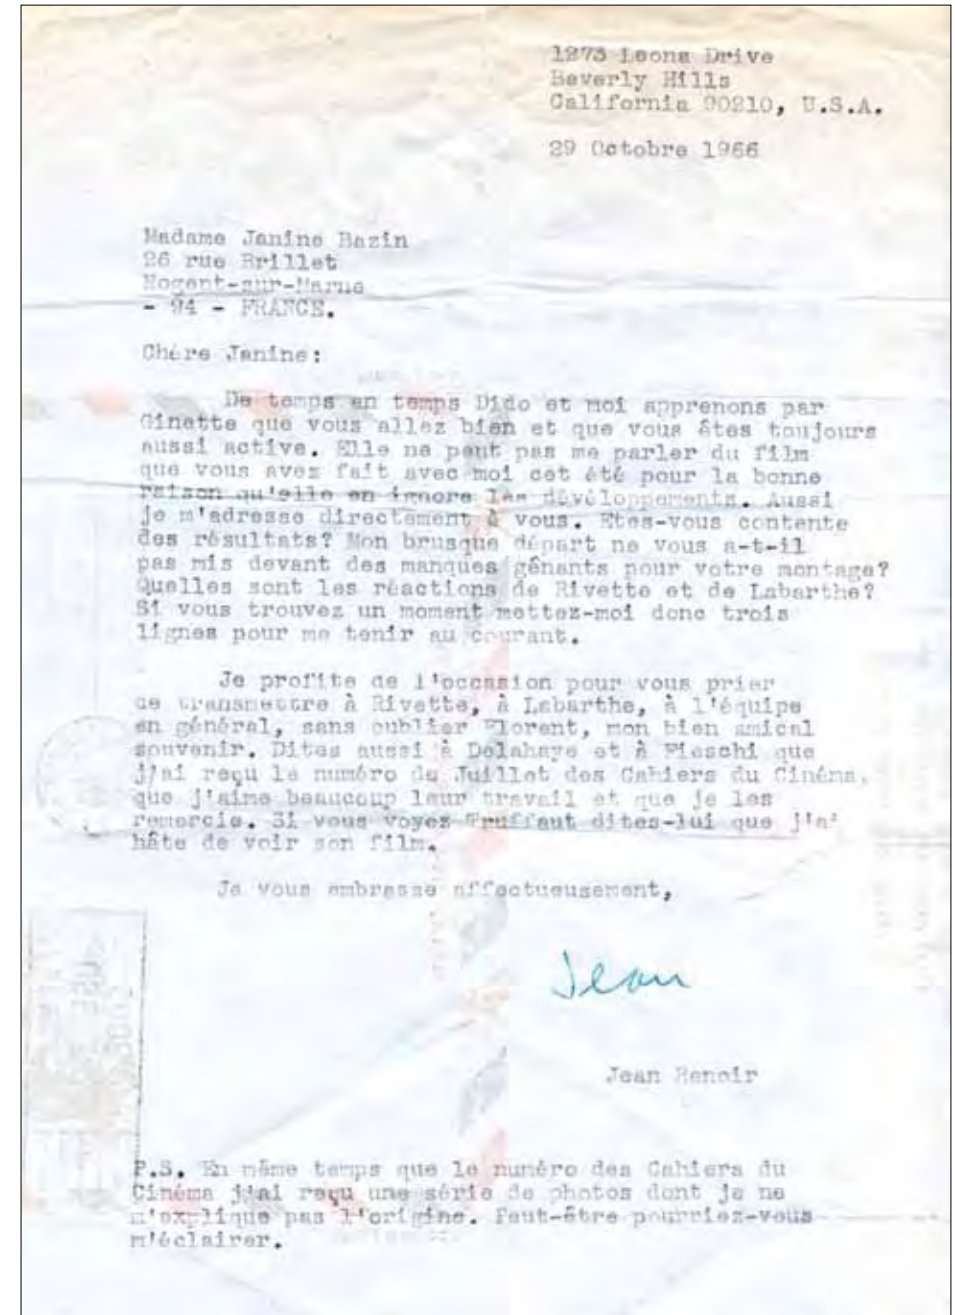 1273 Leona Drive
Beverly Hills
California 90210, U.S.A.
29 Octobre 1966
Madame Janine Bazin
26 rue Brillet
Nogent-sur-Marne
- 94 - FRANCE.
Chère Janine:
De temps en temps Dido et moi apprenons par
Ginette que vous allez bien et que vous êtes toujours
aussi active. Elle ne peut pas me parler du film
que vous avez fait avec moi cet été pour la bonne
raison qu'elle en ignore les développements. Aussi
je m'adresse directement à vous. Etes-vous contente
des résultats? Mon brusque départ ne vous a-t-il
pas mis devant des manques gênants pour votre montage?
Quelles sont les réactions de Rivette et de Labarthe?
Si vous trouvez un moment mettez-moi donc trois
lignes pour me tenir au courant.
Je profite de l'occasion pour vous prier
de transmettre à Rivette, à Labarthe, à l'équipe
en général, sans oublier Florent, mon bien amical
souvenir. Dites aussi à Delahaye et à Fieschi que
j'ai reçu le numéro de Juillet des Cahiers du Cinéma,
que j'aime beaucoup leur travail et que je les
remercie. Si vous voyez Truffaut dites-lui que j'ai
hâte de voir son film.
Je vous embrasse affectueusement,
Jean
Jean Renoir
P.S. En même temps que le numéro des Cahiers du
Cinéma j'ai reçu une série de photos dont je ne
m'explique pas l'origine. Peut-être pourriez-vous
m'éclairer.